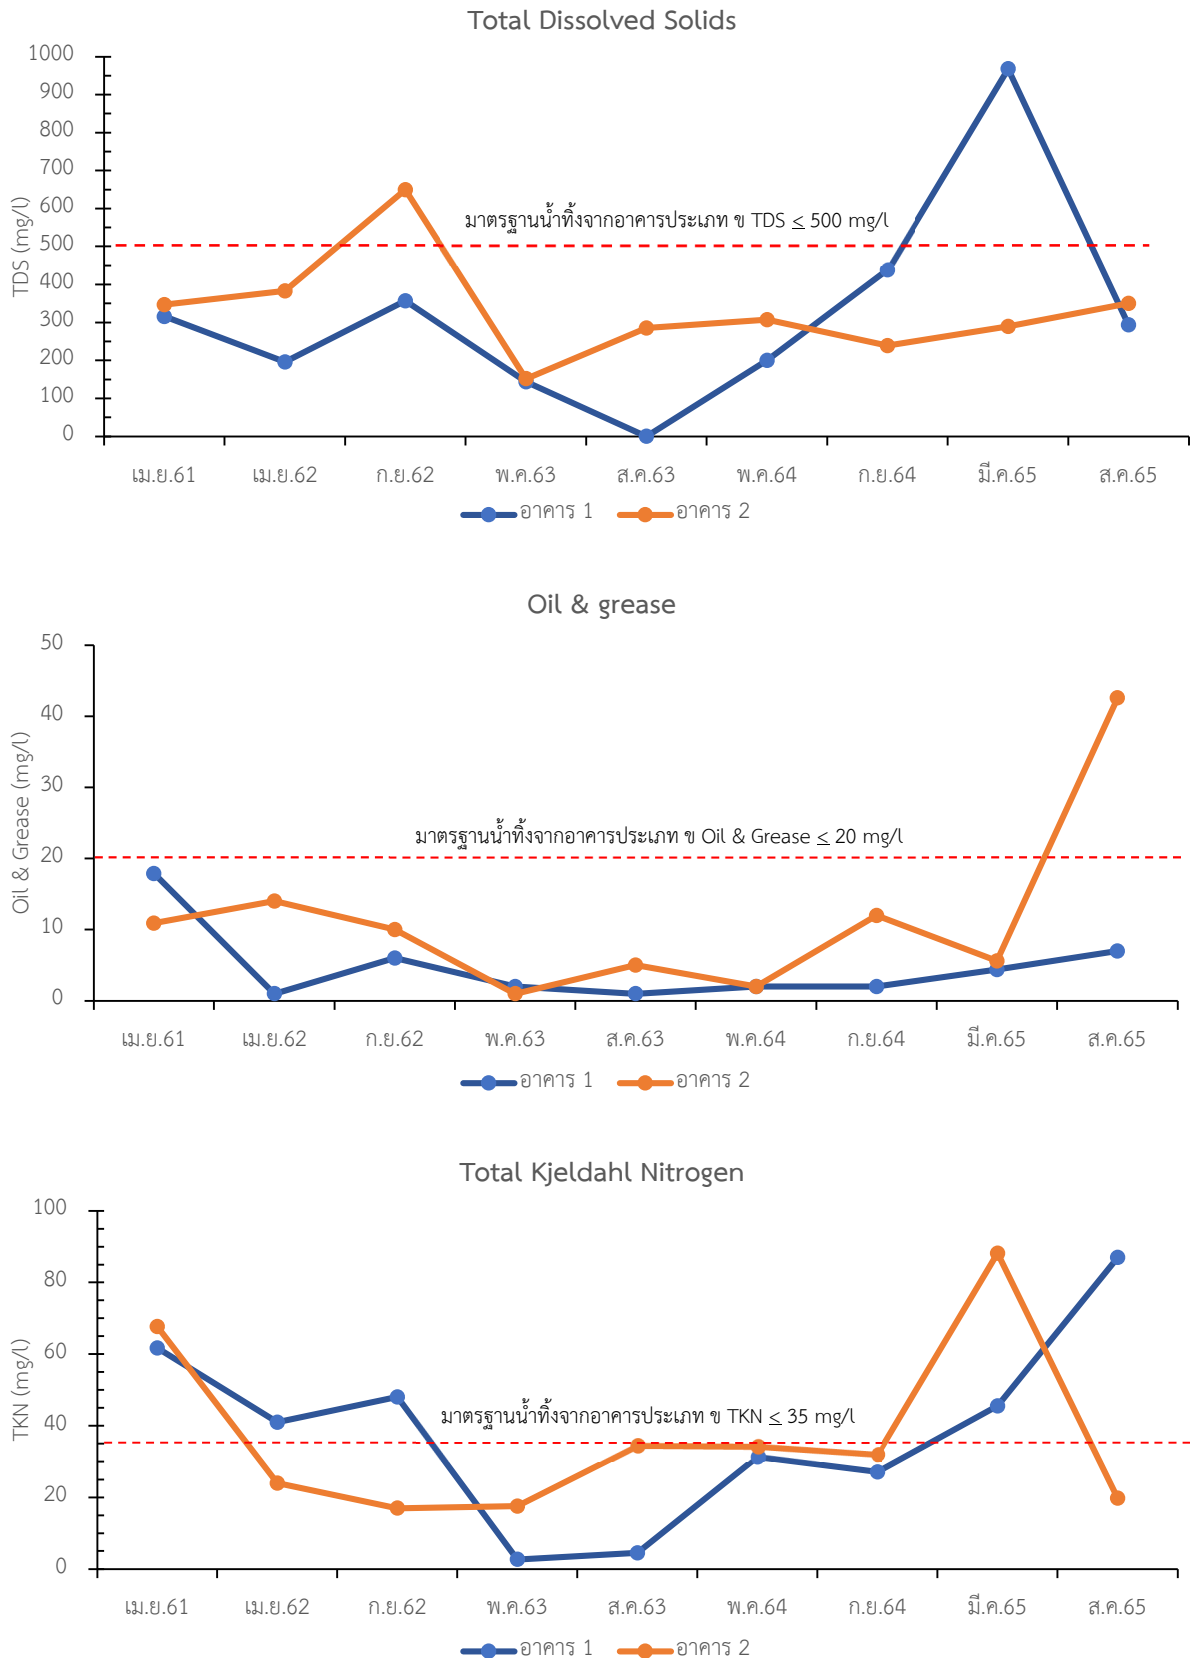 Total Dissolved Solids
1000
900
800
700
600
500
400
300
200
100
0
TDS (mg/l)
มาตรฐานน้ำทิ้งจากอาคารประเภท ข TDS ≤ 500 mg/l
เม.ย.61 เม.ย.62 ก.ย.62 พ.ค.63 ส.ค.63 พ.ค.64 ก.ย.64 มี.ค.65 ส.ค.65
อาคาร 1 อาคาร 2
Oil & grease
50
40
30
20
10
0
Oil & Grease (mg/l)
มาตรฐานน้ำทิ้งจากอาคารประเภท ข Oil & Grease ≤ 20 mg/l
เม.ย.61 เม.ย.62 ก.ย.62 พ.ค.63 ส.ค.63 พ.ค.64 ก.ย.64 มี.ค.65 ส.ค.65
อาคาร 1 อาคาร 2
Total Kjeldahl Nitrogen
100
80
60
40
20
0
TKN (mg/l)
มาตรฐานน้ำทิ้งจากอาคารประเภท ข TKN ≤ 35 mg/l
เม.ย.61 เม.ย.62 ก.ย.62 พ.ค.63 ส.ค.63 พ.ค.64 ก.ย.64 มี.ค.65 ส.ค.65
อาคาร 1 อาคาร 2